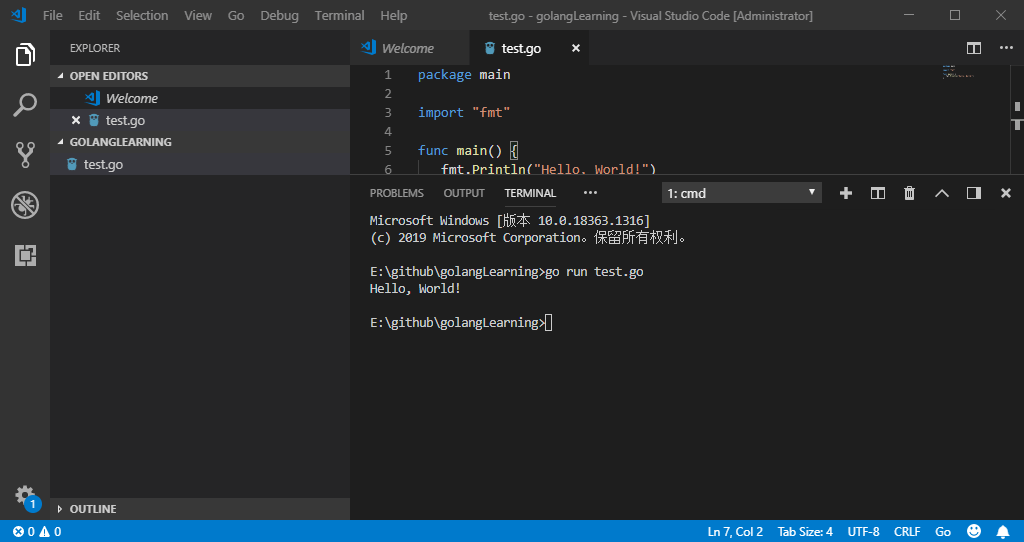 File Edit Selection View Go Debug Terminal Help test.go - golangLearning - Visual Studio Code [Administrator]
EXPLORER
OPEN EDITORS
Welcome
test.go
GOLANGLEARNING
test.go
OUTLINE
1
Welcome test.go
1 package main
2
3 import "fmt"
4
5 func main() {
6 fmt.Println("Hello, World!")
PROBLEMS OUTPUT TERMINAL 1: cmd
Microsoft Windows [版本 10.0.18363.1316]
(c) 2019 Microsoft Corporation。保留所有权利。
E:\github\golangLearning>go run test.go
Hello, World!
E:\github\golangLearning>
0 0 Ln 7, Col 2 Tab Size: 4 UTF-8 CRLF Go